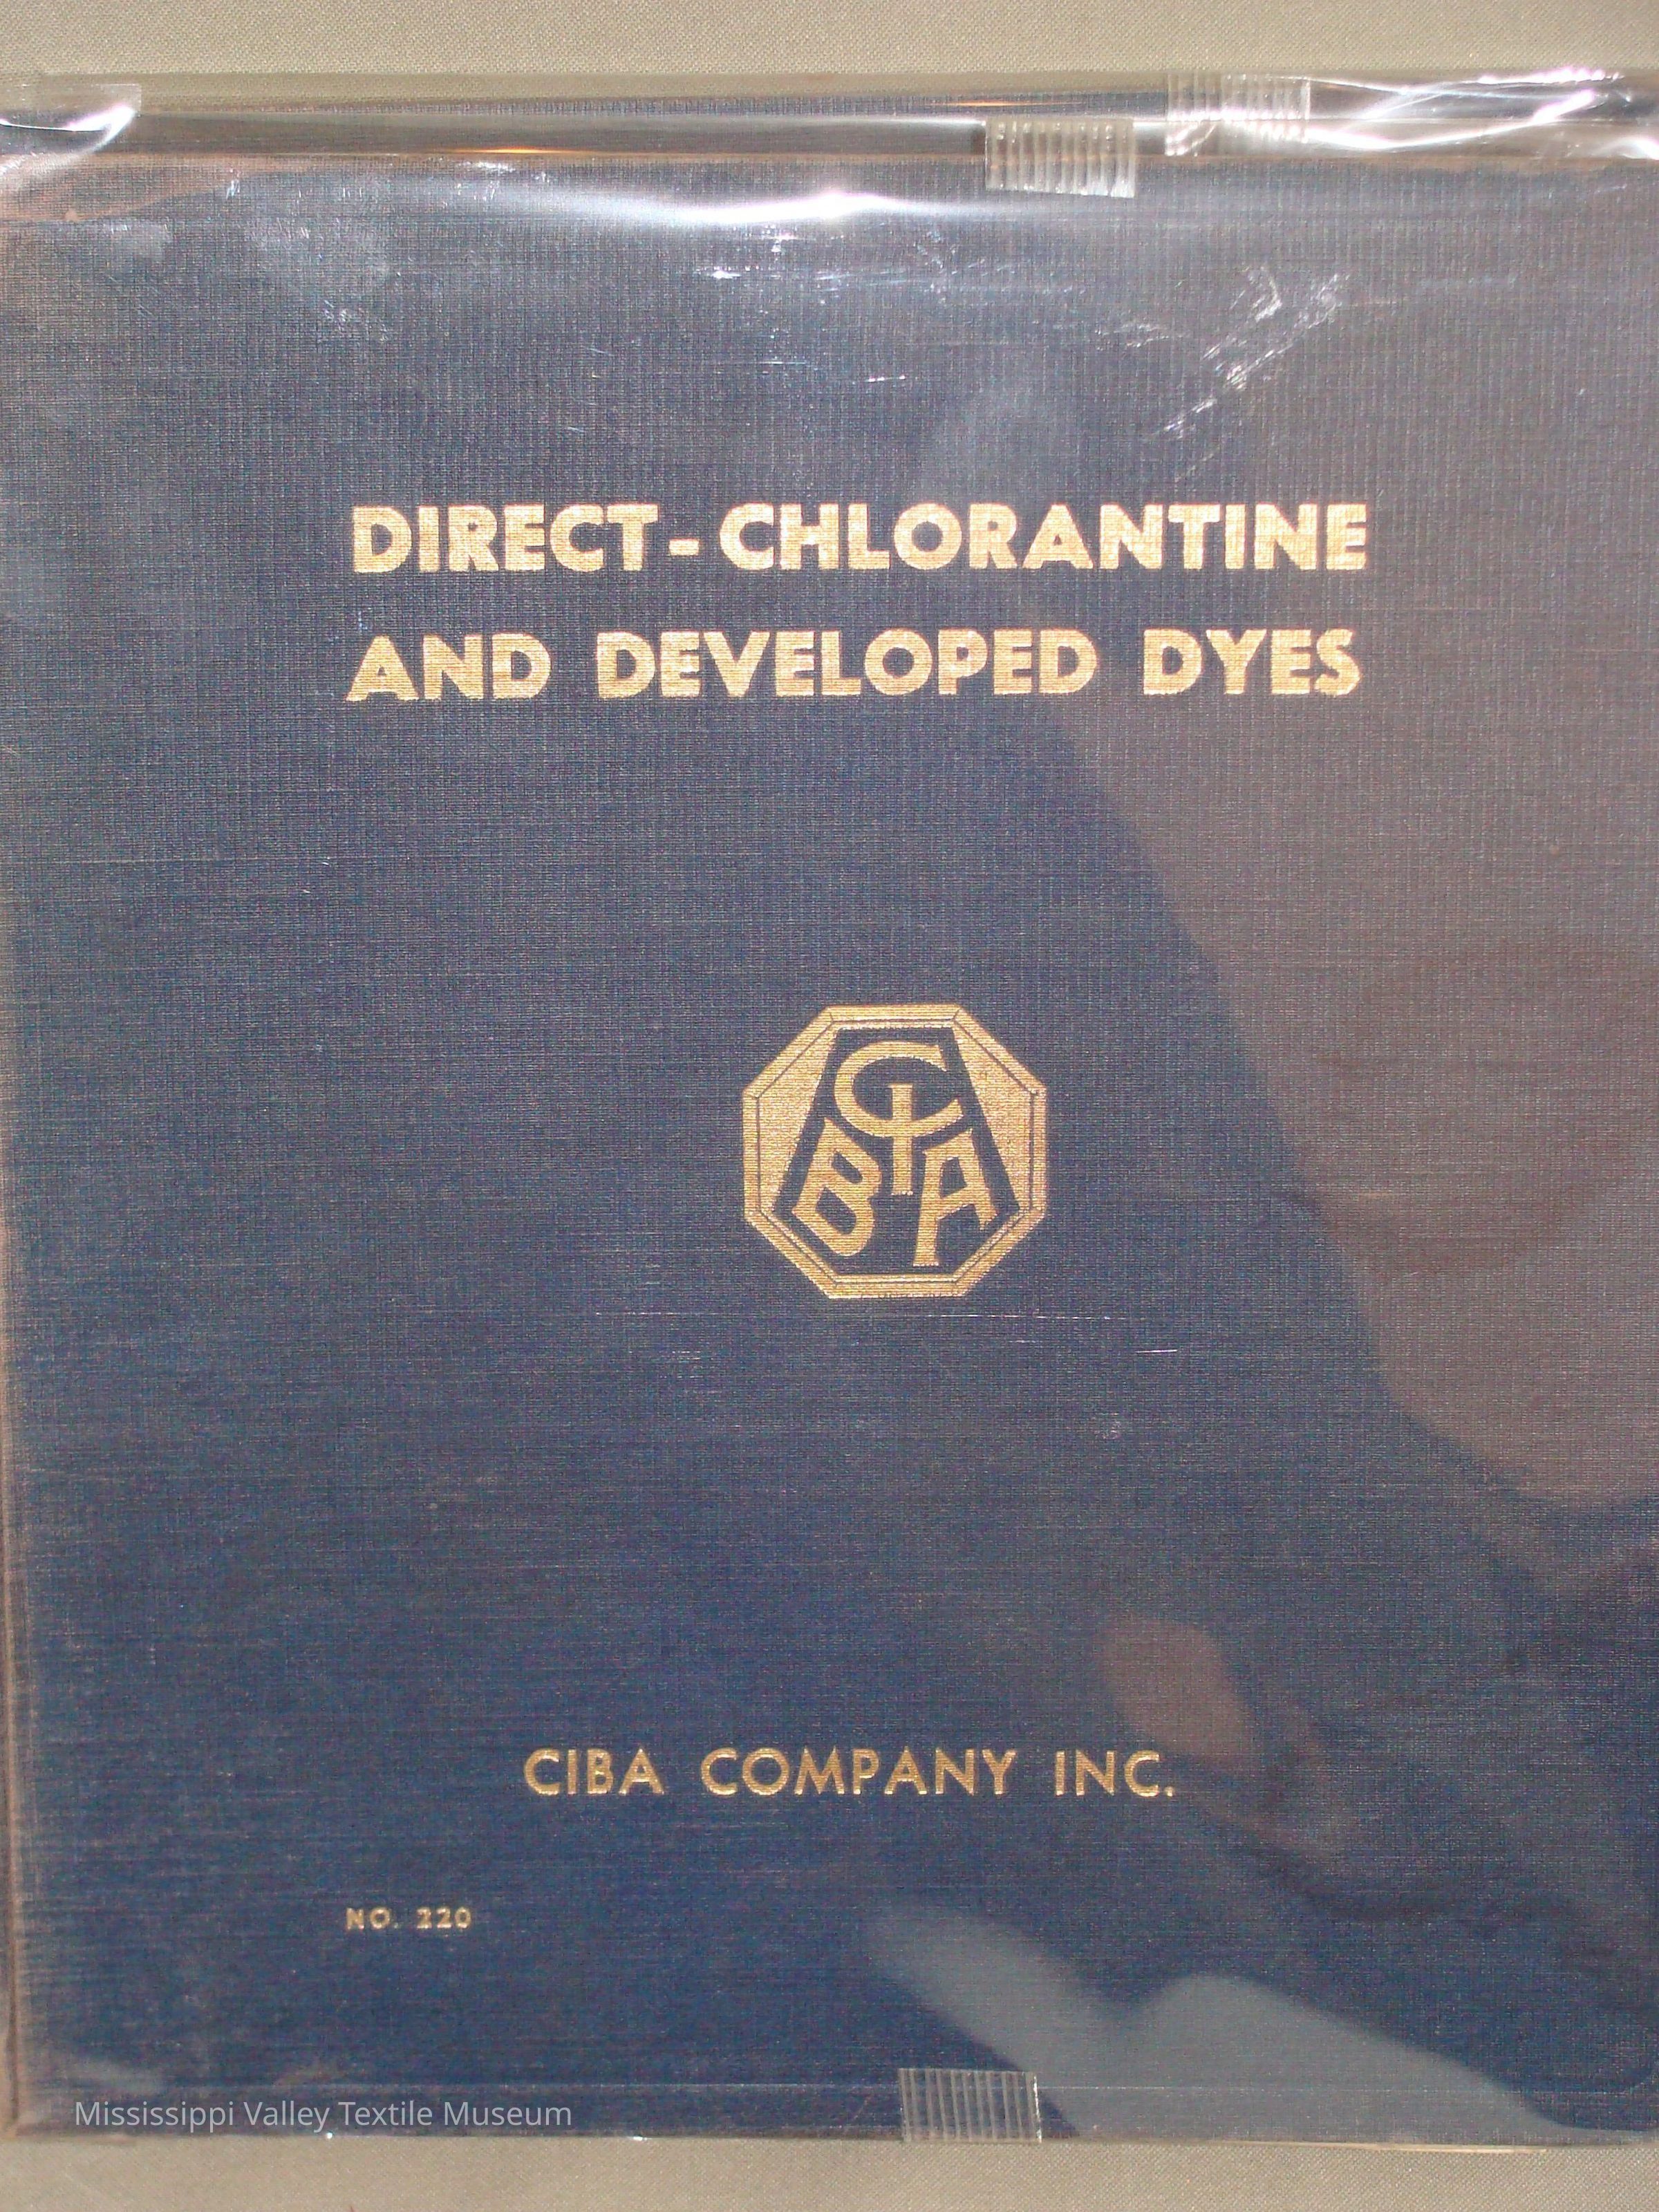 DIRECT-CHLORANTINE
AND DEVELOPED DYES
CIBA
CIBA COMPANY INC.
NO. 220
Mississippi Valley Textile Museum